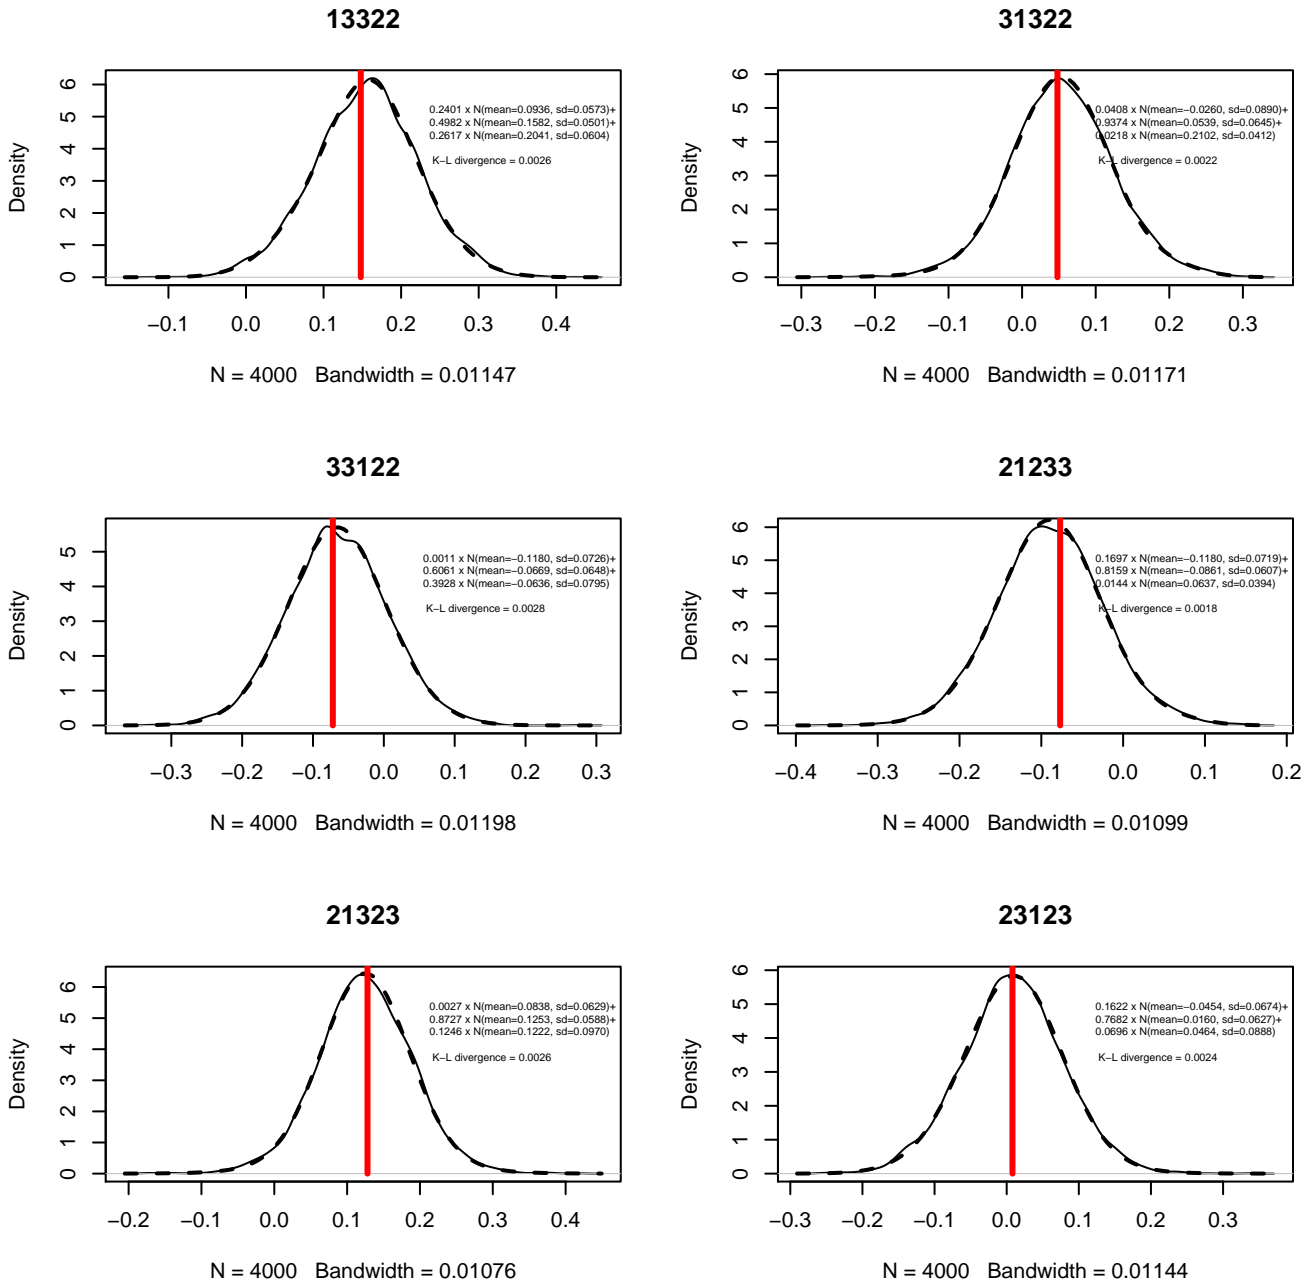 13322
Density
0 1 2 3 4 5 6
0.2401 x N(mean=0.0936, sd=0.0573)+
0.4982 x N(mean=0.1582, sd=0.0501)+
0.2617 x N(mean=0.2041, sd=0.0604)
K−L divergence = 0.0026
−0.1 0.0 0.1 0.2 0.3 0.4
N = 4000 Bandwidth = 0.01147
31322
Density
0 1 2 3 4 5 6
0.0408 x N(mean=−0.0260, sd=0.0890)+
0.9374 x N(mean=0.0539, sd=0.0645)+
0.0218 x N(mean=0.2102, sd=0.0412)
K−L divergence = 0.0022
−0.3 −0.2 −0.1 0.0 0.1 0.2 0.3
N = 4000 Bandwidth = 0.01171
33122
Density
0 1 2 3 4 5
0.0011 x N(mean=−0.1180, sd=0.0726)+
0.6061 x N(mean=−0.0669, sd=0.0648)+
0.3928 x N(mean=−0.0636, sd=0.0795)
K−L divergence = 0.0028
−0.3 −0.2 −0.1 0.0 0.1 0.2 0.3
N = 4000 Bandwidth = 0.01198
21233
Density
0 1 2 3 4 5 6
0.1697 x N(mean=−0.1180, sd=0.0719)+
0.8159 x N(mean=−0.0861, sd=0.0607)+
0.0144 x N(mean=0.0637, sd=0.0394)
K−L divergence = 0.0018
−0.4 −0.3 −0.2 −0.1 0.0 0.1 0.2
N = 4000 Bandwidth = 0.01099
21323
Density
0 1 2 3 4 5 6
0.0027 x N(mean=0.0838, sd=0.0629)+
0.8727 x N(mean=0.1253, sd=0.0588)+
0.1246 x N(mean=0.1222, sd=0.0970)
K−L divergence = 0.0026
−0.2 −0.1 0.0 0.1 0.2 0.3 0.4
N = 4000 Bandwidth = 0.01076
23123
Density
0 1 2 3 4 5 6
0.1622 x N(mean=−0.0454, sd=0.0674)+
0.7682 x N(mean=0.0160, sd=0.0627)+
0.0696 x N(mean=0.0464, sd=0.0888)
K−L divergence = 0.0024
−0.3 −0.2 −0.1 0.0 0.1 0.2 0.3
N = 4000 Bandwidth = 0.01144